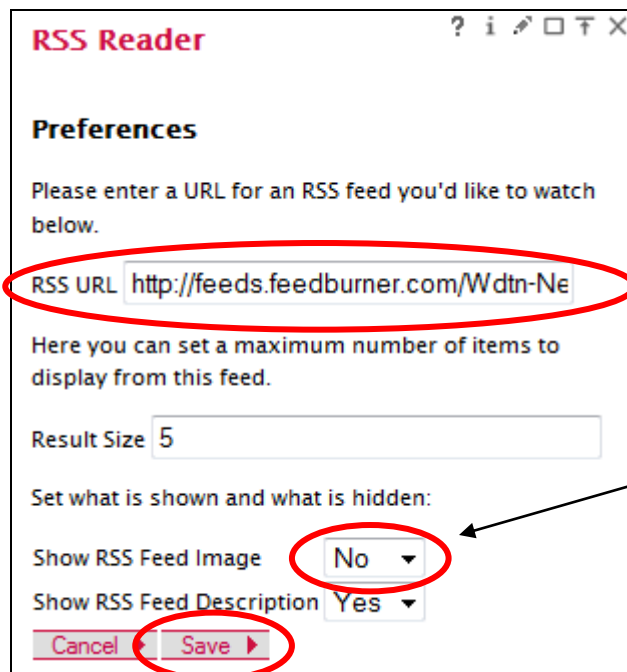 RSS Reader
? i
Preferences
Please enter a URL for an RSS feed you'd like to watch
below.
RSS URL http://feeds.feedburner.com/Wdtn-Ne
Here you can set a maximum number of items to
display from this feed.
Result Size 5
Set what is shown and what is hidden:
Show RSS Feed Image No
Show RSS Feed Description Yes
Cancel Save